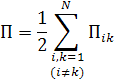 Π = 1/2 ∑_{i,k=1 (i≠k)}^{N} Π_{ik}